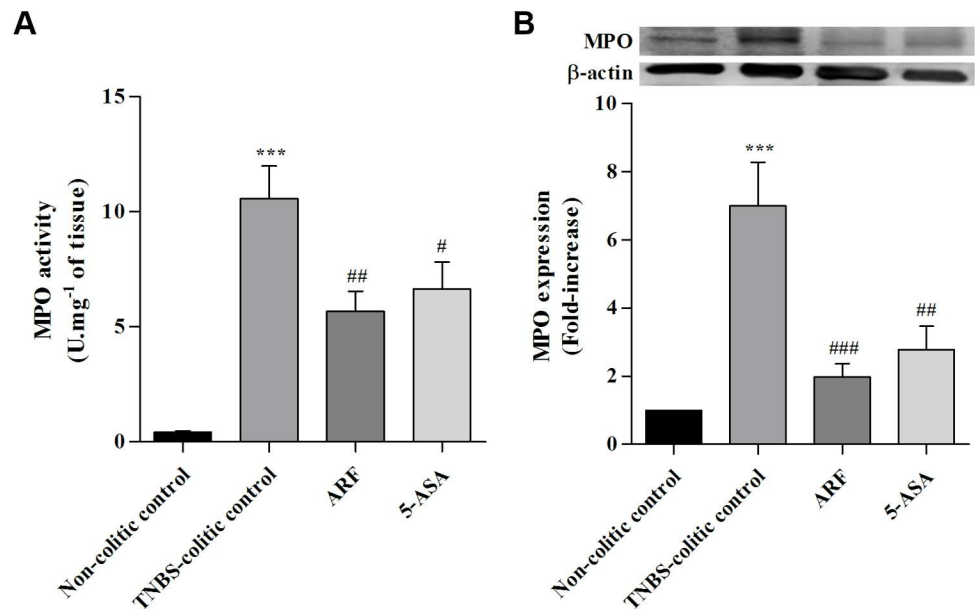 A
15
10
5
0
MPO activity
(U.mg⁻¹ of tissue)
***
##
#
Non-colitic control
TNBS-colitic control
ARF
5-ASA
B
MPO
β-actin
10
8
6
4
2
0
MPO expression
(Fold-increase)
***
###
##
Non-colitic control
TNBS-colitic control
ARF
5-ASA